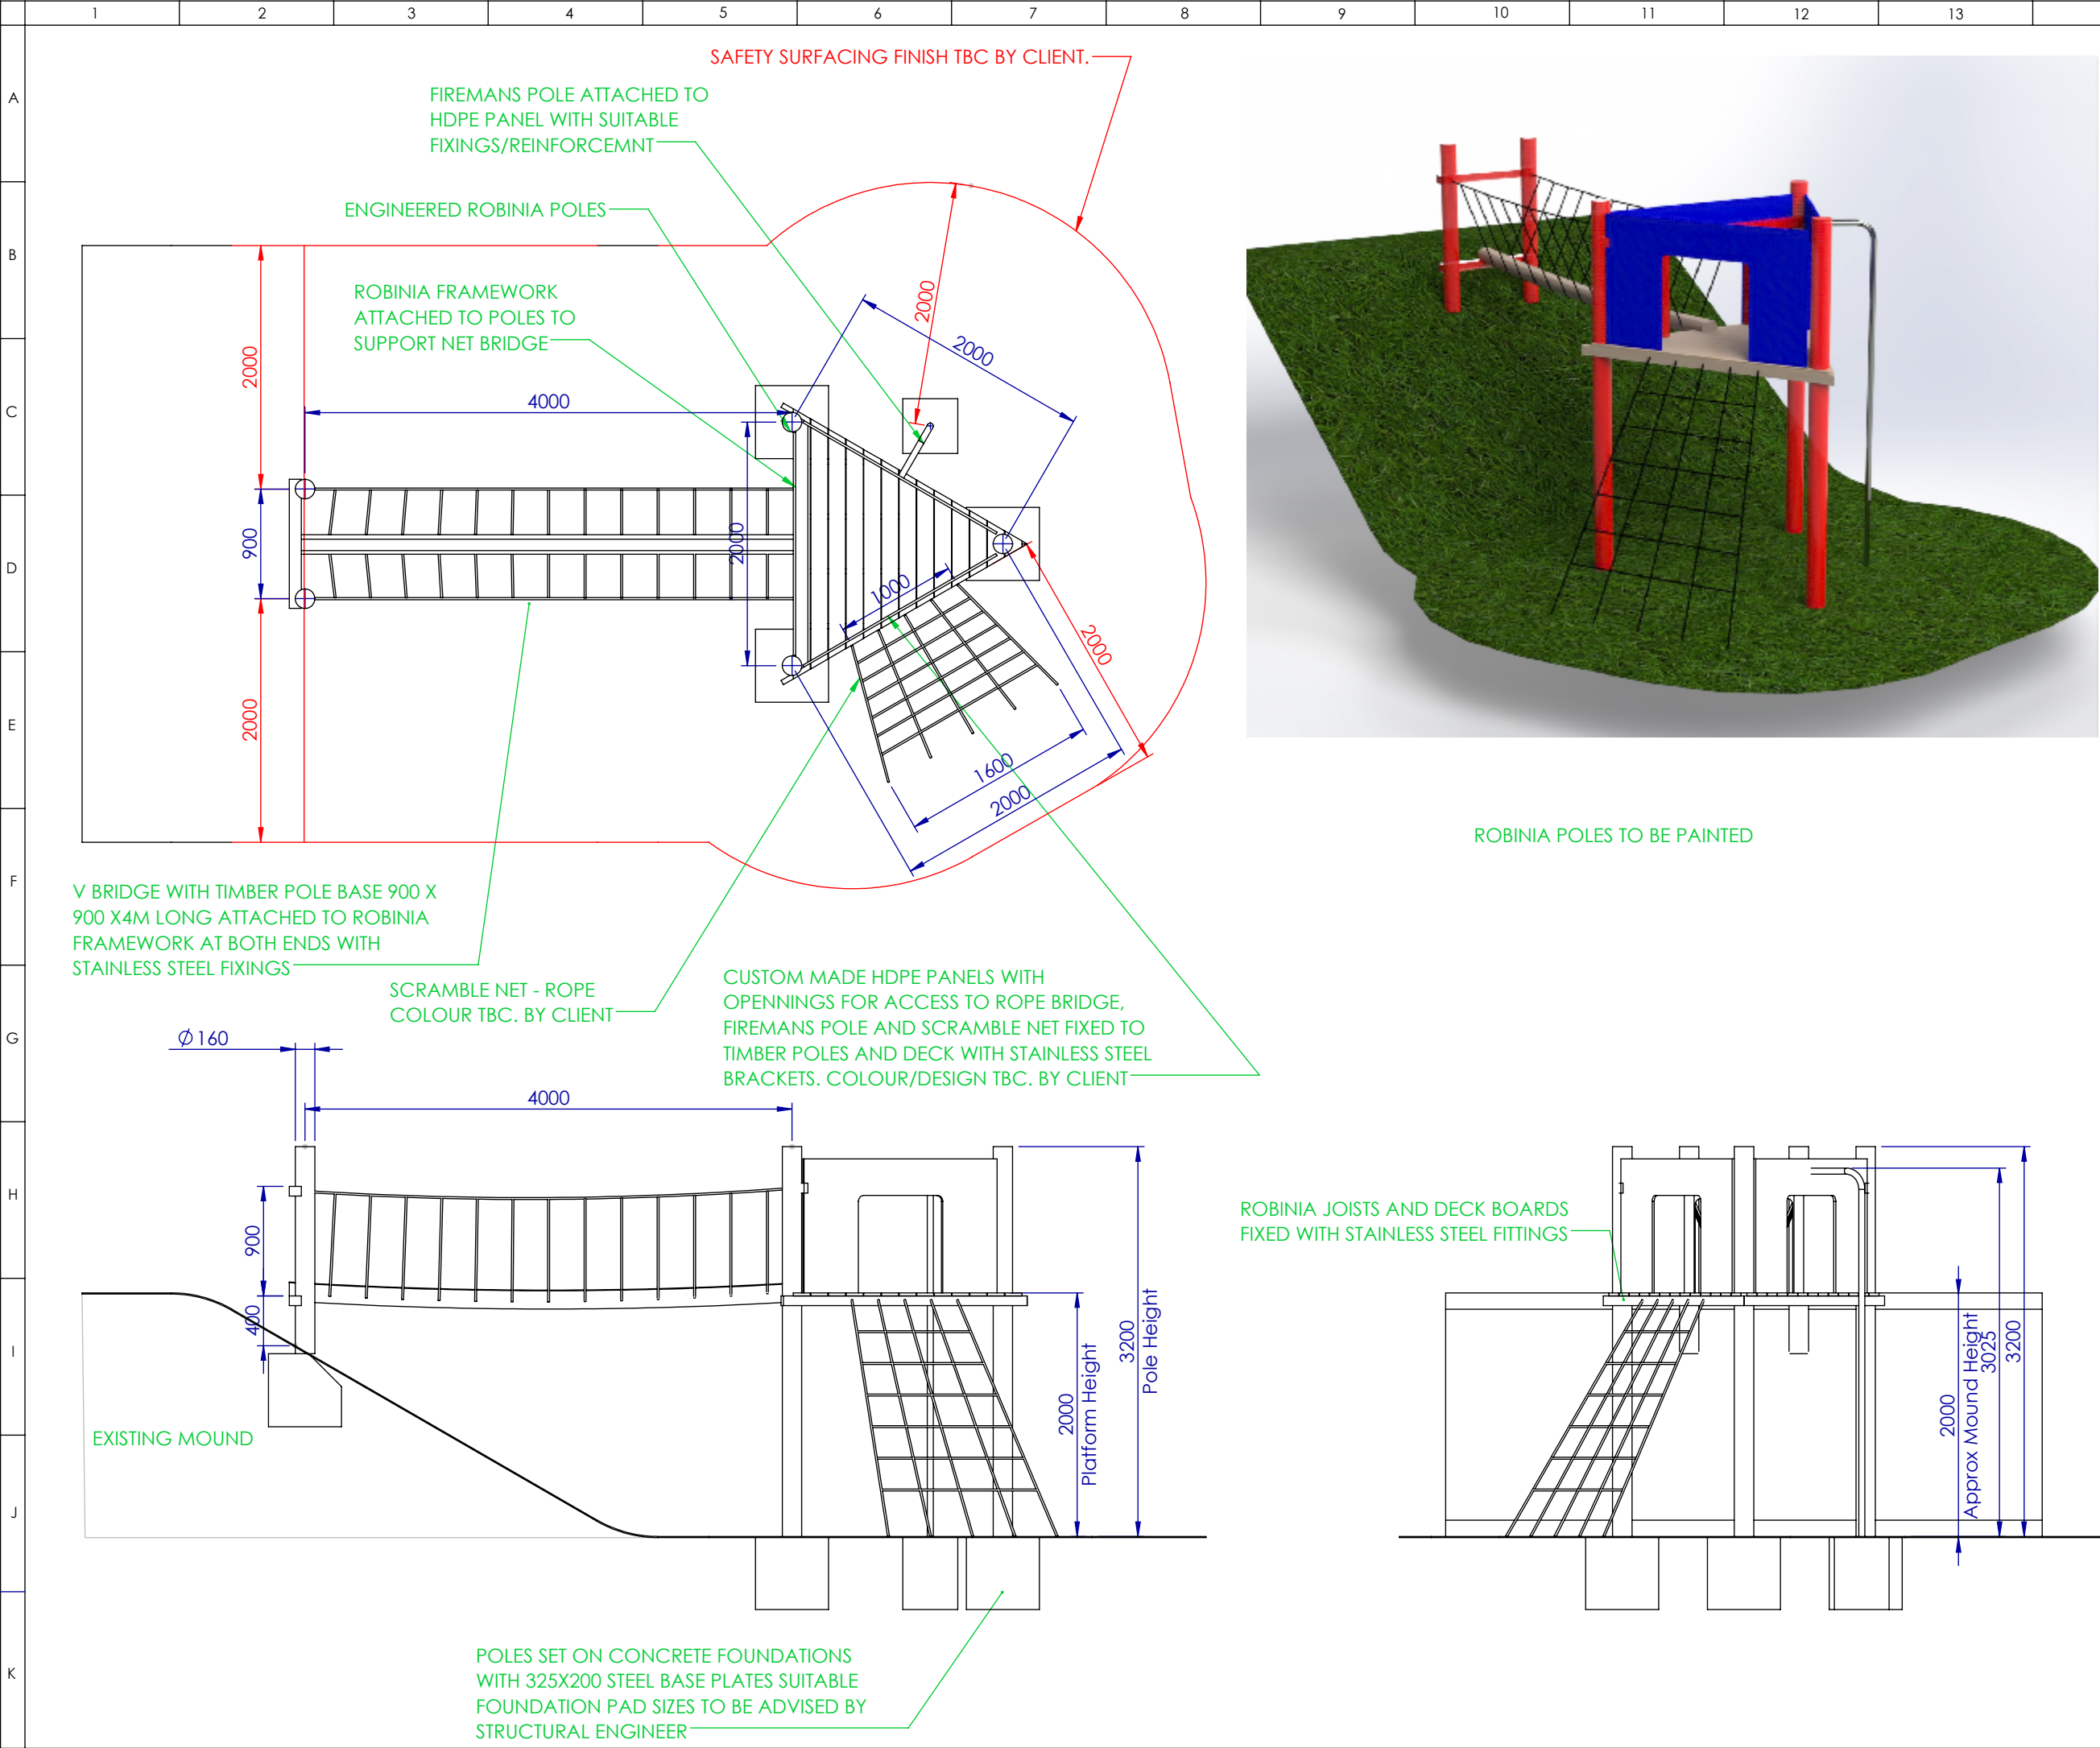 1 2 3 4 5 6 7 8 9 10 11 12 13
A
B
C
D
E
F
G
H
I
J
K
SAFETY SURFACING FINISH TBC BY CLIENT.
FIREMANS POLE ATTACHED TO
HDPE PANEL WITH SUITABLE
FIXINGS/REINFORCEMNT
ENGINEERED ROBINIA POLES
ROBINIA FRAMEWORK
ATTACHED TO POLES TO
SUPPORT NET BRIDGE
2000
2000
2000
4000
900
2000
1000
2000
2000
1600
2000
ROBINIA POLES TO BE PAINTED
V BRIDGE WITH TIMBER POLE BASE 900 X
900 X4M LONG ATTACHED TO ROBINIA
FRAMEWORK AT BOTH ENDS WITH
STAINLESS STEEL FIXINGS
SCRAMBLE NET - ROPE
COLOUR TBC. BY CLIENT
CUSTOM MADE HDPE PANELS WITH
OPENNINGS FOR ACCESS TO ROPE BRIDGE,
FIREMANS POLE AND SCRAMBLE NET FIXED TO
TIMBER POLES AND DECK WITH STAINLESS STEEL
BRACKETS. COLOUR/DESIGN TBC. BY CLIENT
Ø160
4000
900
400
EXISTING MOUND
2000
Platform Height
3200
Pole Height
ROBINIA JOISTS AND DECK BOARDS
FIXED WITH STAINLESS STEEL FITTINGS
2000
Approx Mound Height
3025
3200
POLES SET ON CONCRETE FOUNDATIONS
WITH 325X200 STEEL BASE PLATES SUITABLE
FOUNDATION PAD SIZES TO BE ADVISED BY
STRUCTURAL ENGINEER